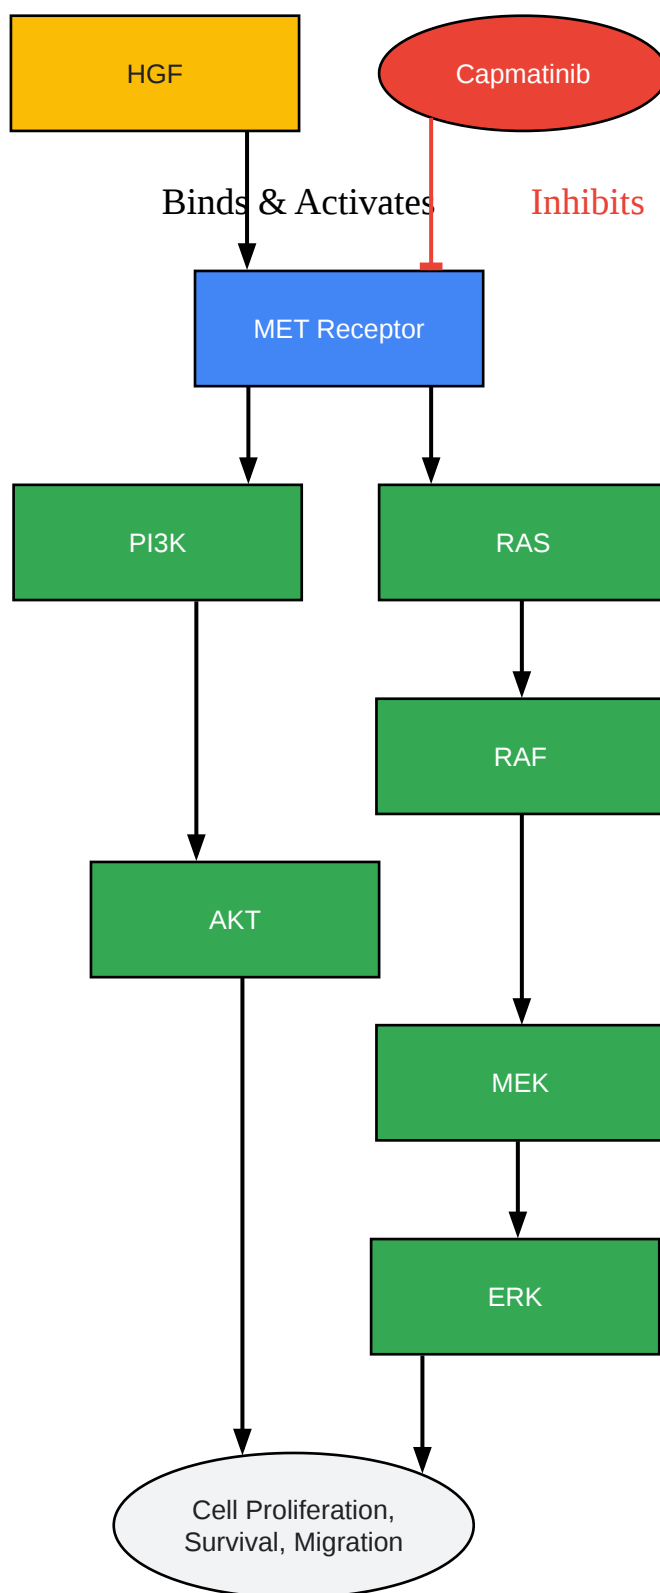 HGF
Capmatinib
Binds & Activates
Inhibits
MET Receptor
PI3K
RAS
RAF
AKT
MEK
ERK
Cell Proliferation,
Survival, Migration